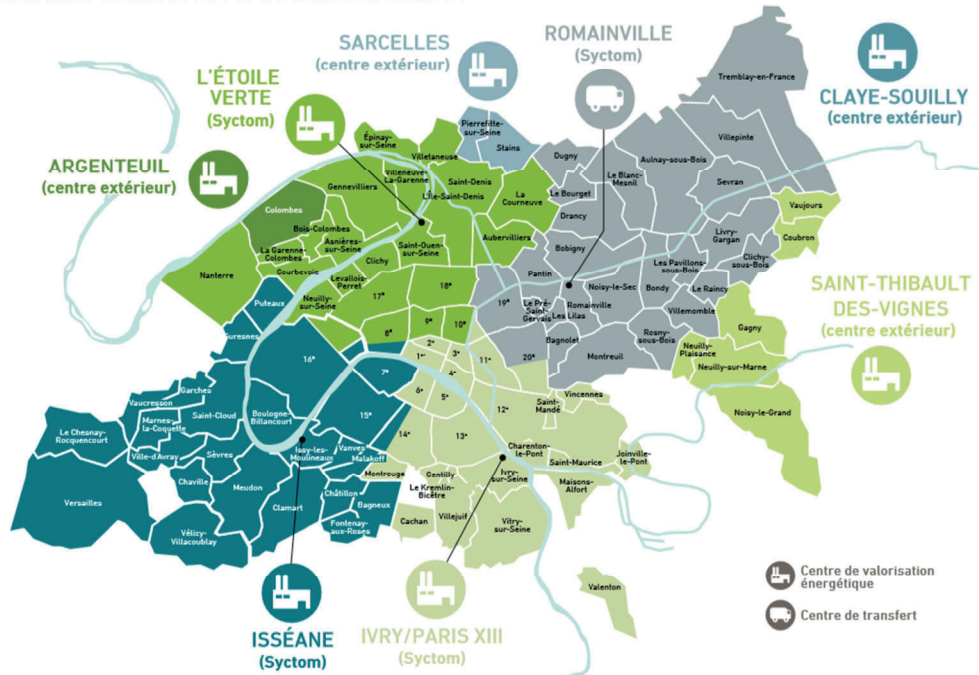 SARCELLES
(centre extérieur)
ROMAINVILLE
(Syctom)
L'ÉTOILE
VERTE
(Syctom)
CLAYE-SOUILLY
(centre extérieur)
ARGENTEUIL
(centre extérieur)
SAINT-THIBAULT
DES-VIGNES
(centre extérieur)
Tremblay-en-France
Pierrefitte-
sur-Seine
Stains
Épinay-
sur-Seine
Villetaneuse
Villeneuve-
La-Garenne
Gennevilliers
Saint-Denis
L'Île-Saint-Denis
La
Courneuve
Dugny
Le Bourget
Le Blanc-
Mesnil
Aulnay-sous-Bois
Villepinte
Sevran
Vaujours
Coubron
Colombes
Bois-Colombes
Asnières-
sur-Seine
La Garenne-
Colombes
Courbevoie
Nanterre
Levallois-
Perret
Clichy
Saint-Ouen-
sur-Seine
Aubervilliers
Drancy
Bobigny
Livry-
Gargan
Clichy-
sous-Bois
Les Pavillons-
sous-Bois
Pantin
Noisy-le-Sec
Bondy
Le Raincy
Villemomble
Le Pré-
Saint-
Gervais
Les Lilas
Romainville
Bagnolet
Montreuil
Rosny-
sous-Bois
Gagny
Neuilly-
Plaisance
Neuilly-sur-Marne
Noisy-le-Grand
Puteaux
Neuilly-
sur-Seine
Suresnes
17e
18e
19e
8e
9e
10e
2e
1er
3e
4e
11e
20e
16e
7e
6e
5e
12e
15e
14e
13e
Garches
Vaucresson
Marnes-
la-Coquette
Saint-Cloud
Boulogne-
Billancourt
Le Chesnay-
Rocquencourt
Ville-d'Avray
Sèvres
Issy-les-
Moulineaux
Vanves
Malakoff
Chaville
Meudon
Clamart
Châtillon
Bagneux
Fontenay-
aux-Roses
Versailles
Vélizy-
Villacoublay
Montrouge
Gentilly
Le Kremlin-
Bicêtre
Cachan
Villejuif
Ivry-
sur-Seine
Vitry-
sur-Seine
Charenton-
le-Pont
Saint-
Mandé
Vincennes
Saint-Maurice
Joinville-
le-Pont
Maisons-
Alfort
Valenton
ISSÉANE
(Syctom)
IVRY/PARIS XIII
(Syctom)
Centre de valorisation
énergétique
Centre de transfert